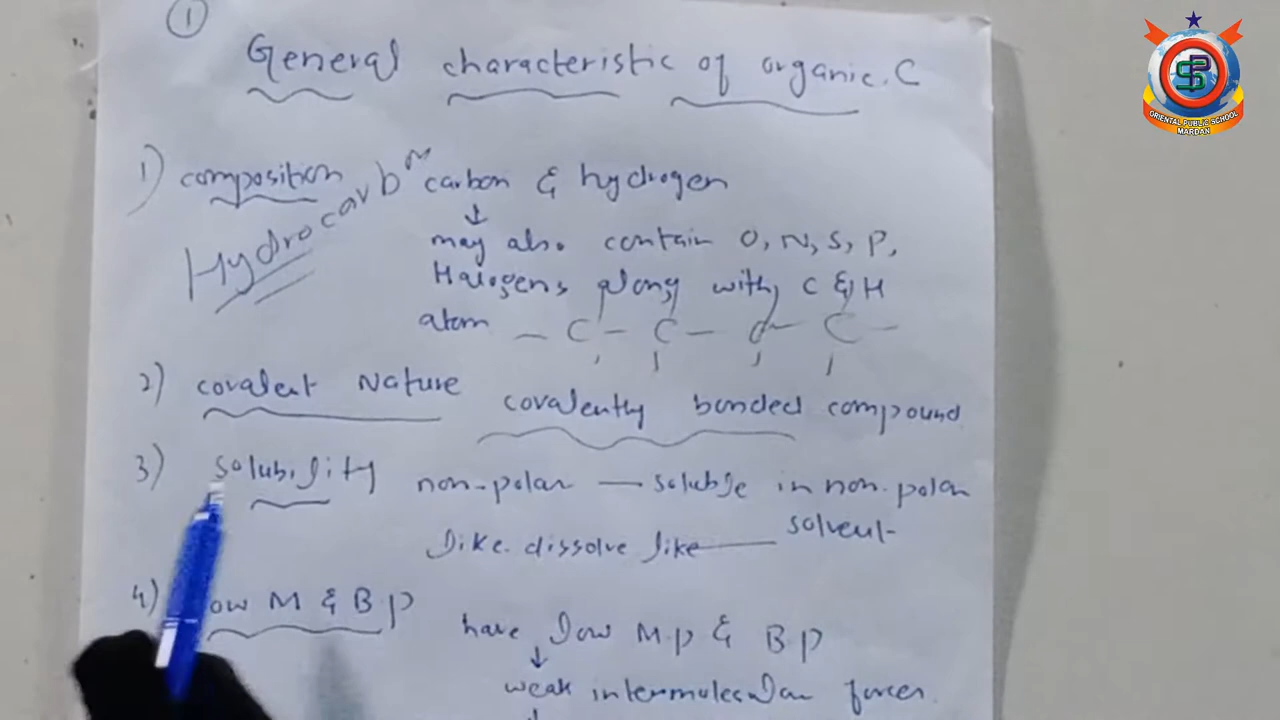 1
General characteristic of organic. C
1) composition carbon & hydrogen
Hydrocarbon
may also contain O, N, S, P,
Halogens along with C & H
atom – C – C – C – C –
2) covalent Nature covalently bonded compound
3) solubility non-polar — soluble in non-polar
solvent
like dissolve like
4) low M & B.P
have low M.p & B.p
weak intermolecular forces.
ORIENTAL PUBLIC SCHOOL
MARDAN